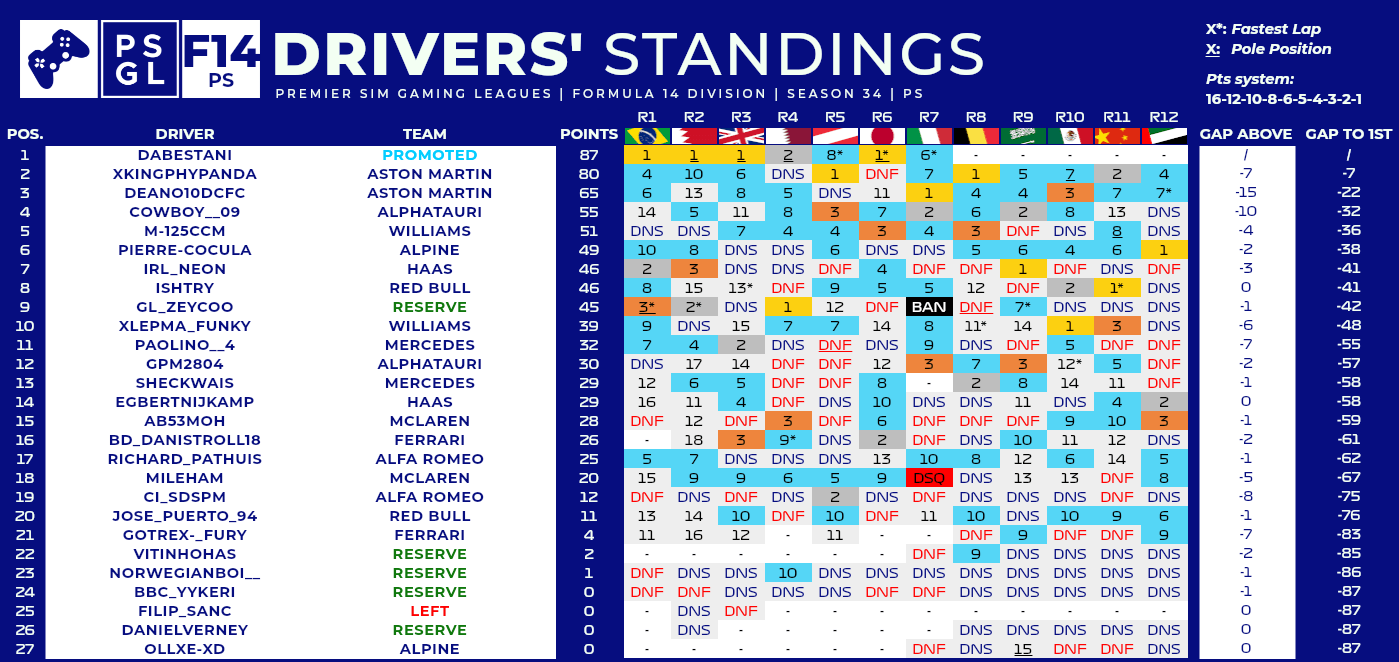 PS GL
F14 PS
DRIVERS' STANDINGS
PREMIER SIM GAMING LEAGUES | FORMULA 14 DIVISION | SEASON 34 | PS
X*: Fastest Lap
X: Pole Position
Pts system:
16-12-10-8-6-5-4-3-2-1
R1 R2 R3 R4 R5 R6 R7 R8 R9 R10 R11 R12
POS. DRIVER TEAM POINTS GAP ABOVE GAP TO 1ST
1 DABESTANI PROMOTED 87 1 1 1 2 8* 1* 6* - - - - - / /
2 XKINGPHYPANDA ASTON MARTIN 80 4 10 6 DNS 1 DNF 7 1 5 7 2 4 -7 -7
3 DEANO10DCFC ASTON MARTIN 65 6 13 8 5 DNS 11 1 4 4 3 7 7* -15 -22
4 COWBOY__09 ALPHATAURI 55 14 5 11 8 3 7 2 6 2 8 13 DNS -10 -32
5 M-125CCM WILLIAMS 51 DNS DNS 7 4 4 3 4 3 DNF DNS 8 DNS -4 -36
6 PIERRE-COCULA ALPINE 49 10 8 DNS DNS 6 DNS DNS 5 6 4 6 1 -2 -38
7 IRL_NEON HAAS 46 2 3 DNS DNS DNF 4 DNF DNF 1 DNF DNS DNF -3 -41
8 ISHTRY RED BULL 46 8 15 13* DNF 9 5 5 12 DNF 2 1* DNS 0 -41
9 GL_ZEYCOO RESERVE 45 3* 2* DNS 1 12 DNF BAN DNF 7* DNS DNS DNS -1 -42
10 XLEPMA_FUNKY WILLIAMS 39 9 DNS 15 7 7 14 8 11* 14 1 3 DNS -6 -48
11 PAOLINO__4 MERCEDES 32 7 4 2 DNS DNF DNS 9 DNS DNF 5 DNF DNF -7 -55
12 GPM2804 ALPHATAURI 30 DNS 17 14 DNF DNF 12 3 7 3 12* 5 DNF -2 -57
13 SHECKWAIS MERCEDES 29 12 6 5 DNF DNF 8 - 2 8 14 11 DNF -1 -58
14 EGBERTNIJKAMP HAAS 29 16 11 4 DNF DNS 10 DNS DNS 11 DNS 4 2 0 -58
15 AB53MOH MCLAREN 28 DNF 12 DNF 3 DNF 6 DNF DNF DNF 9 10 3 -1 -59
16 BD_DANISTROLL18 FERRARI 26 - 18 3 9* DNS 2 DNF DNS 10 11 12 DNS -2 -61
17 RICHARD_PATHUIS ALFA ROMEO 25 5 7 DNS DNS DNS 13 10 8 12 6 14 5 -1 -62
18 MILEHAM MCLAREN 20 15 9 9 6 5 9 DSQ DNS 13 13 DNF 8 -5 -67
19 CI_SDSPM ALFA ROMEO 12 DNF DNS DNF DNS 2 DNS DNF DNS DNS DNS DNF DNS -8 -75
20 JOSE_PUERTO_94 RED BULL 11 13 14 10 DNF 10 DNF 11 10 DNS 10 9 6 -1 -76
21 GOTREX-_FURY FERRARI 4 11 16 12 - 11 - - DNF 9 DNF DNF 9 -7 -83
22 VITINHOHAS RESERVE 2 - - - - - - DNF 9 DNS DNS DNS DNS -2 -85
23 NORWEGIANBOI__ RESERVE 1 DNF DNS DNS 10 DNS DNS DNS DNS DNS DNS DNS DNS -1 -86
24 BBC_YYKERI RESERVE 0 DNF DNF DNS DNS DNS DNF DNF DNS DNS DNS DNS DNS -1 -87
25 FILIP_SANC LEFT 0 - DNS DNF - - - - - - - - - 0 -87
26 DANIELVERNEY RESERVE 0 - DNS - - - - - DNS DNS DNS DNS DNS 0 -87
27 OLLXE-XD ALPINE 0 - - - - - - DNF DNS 15 DNF DNF DNS 0 -87